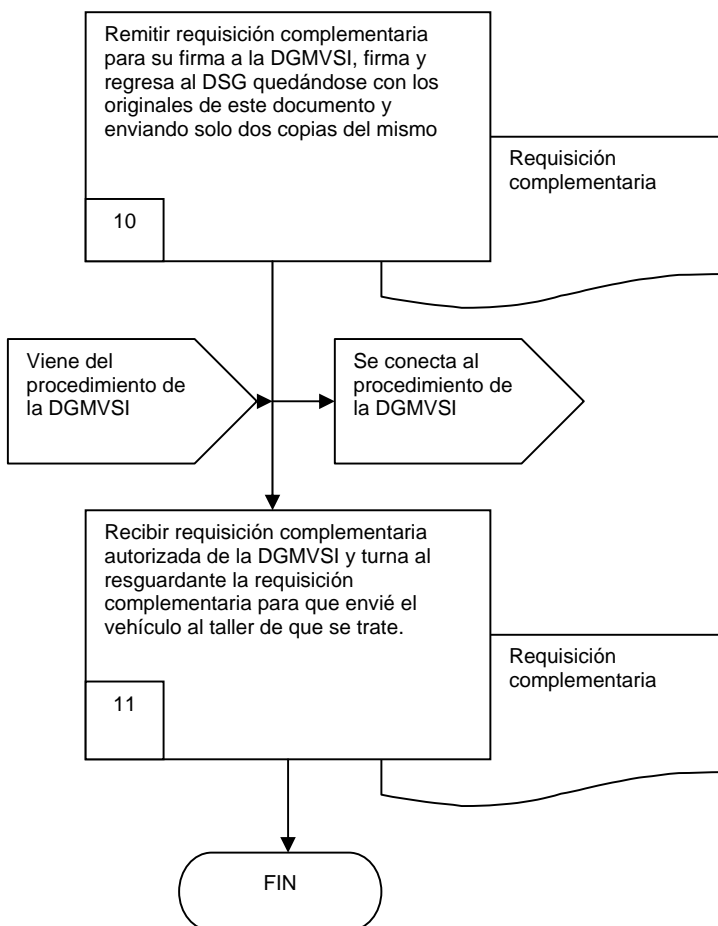 Remitir requisición complementaria
para su firma a la DGMVSI, firma y
regresa al DSG quedándose con los
originales de este documento y
enviando solo dos copias del mismo
Requisición
complementaria
10
Viene del
procedimiento de
la DGMVSI
Se conecta al
procedimiento de
la DGMVSI
Recibir requisición complementaria
autorizada de la DGMVSI y turna al
resguardante la requisición
complementaria para que envié el
vehículo al taller de que se trate.
Requisición
complementaria
11
FIN